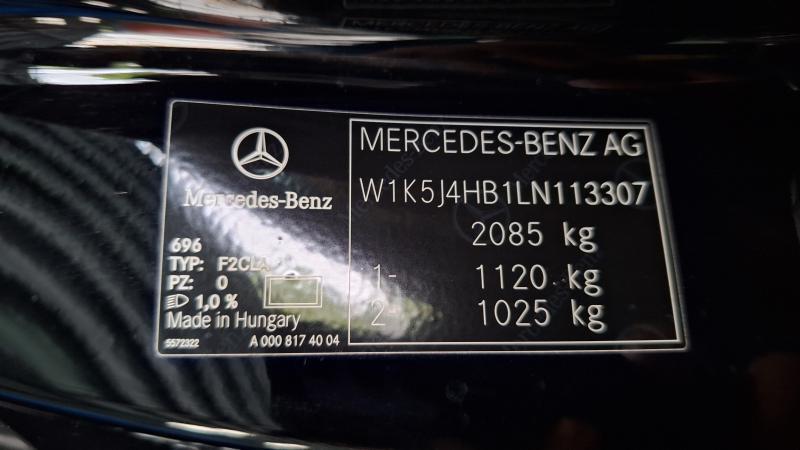 Mercedes-Benz
696
TYP: F2CLA
PZ: 0
1,0 %
Made in Hungary
5572322
A 000 817 40 04
MERCEDES-BENZ AG
W1K5J4HB1LN113307
2085 kg
1- 1120 kg
2- 1025 kg